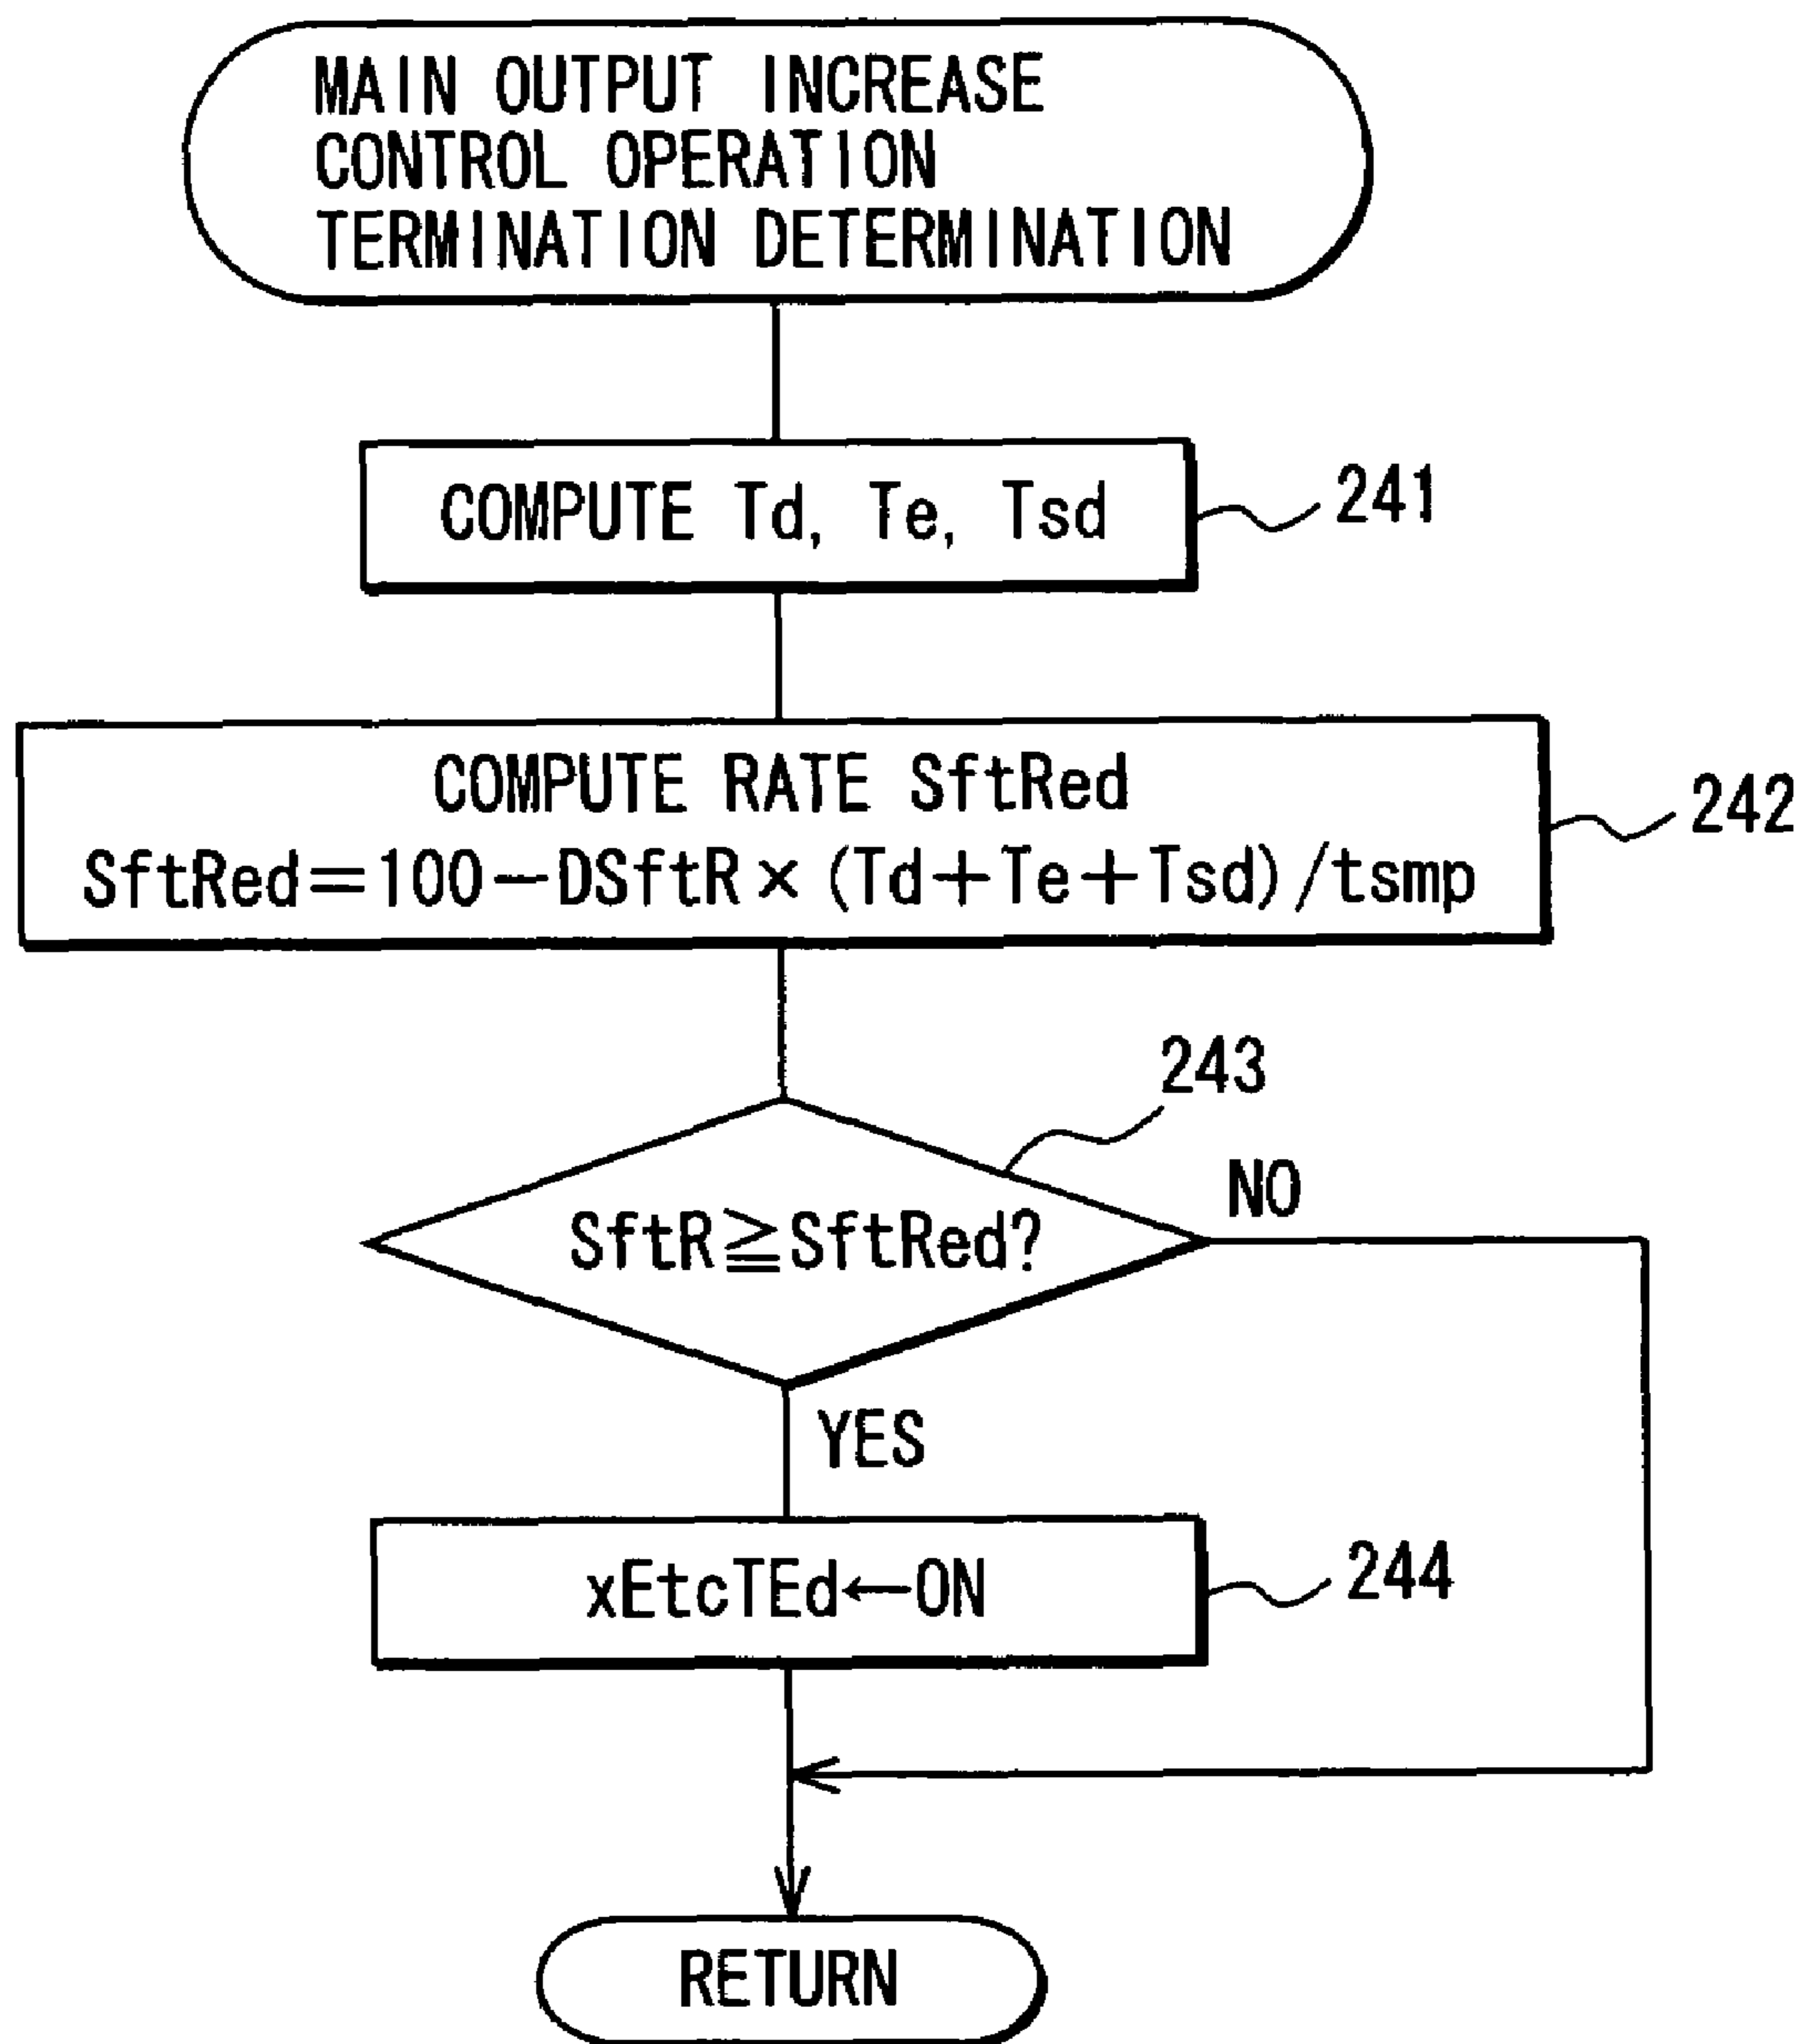 MAIN OUTPUT INCREASE
CONTROL OPERATION
TERMINATION DETERMINATION
COMPUTE Td, Te, Tsd
241
COMPUTE RATE SftRed
SftRed=100-DSftR×(Td+Te+Tsd)/tsmp
242
243
SftR≧SftRed?
NO
YES
xEtcTEd←ON
244
RETURN